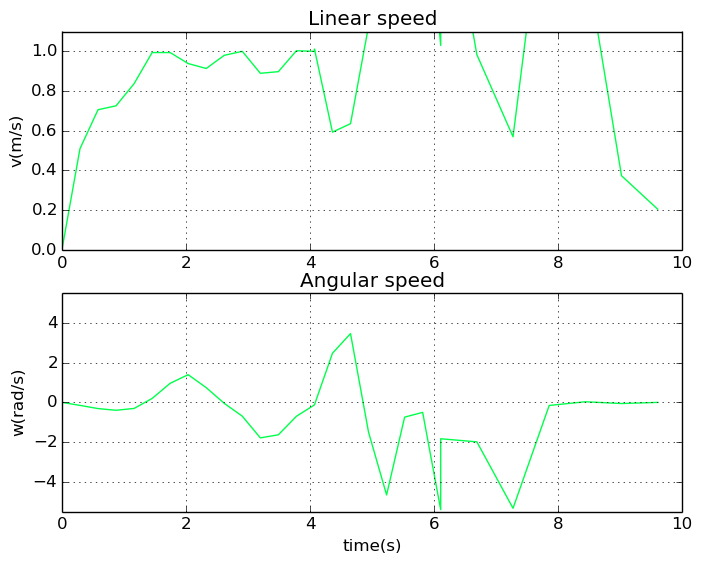 Linear speed
1.0
0.8
0.6
0.4
0.2
0.0
v(m/s)
0 2 4 6 8 10
Angular speed
4
2
0
−2
−4
w(rad/s)
0 2 4 6 8 10
time(s)